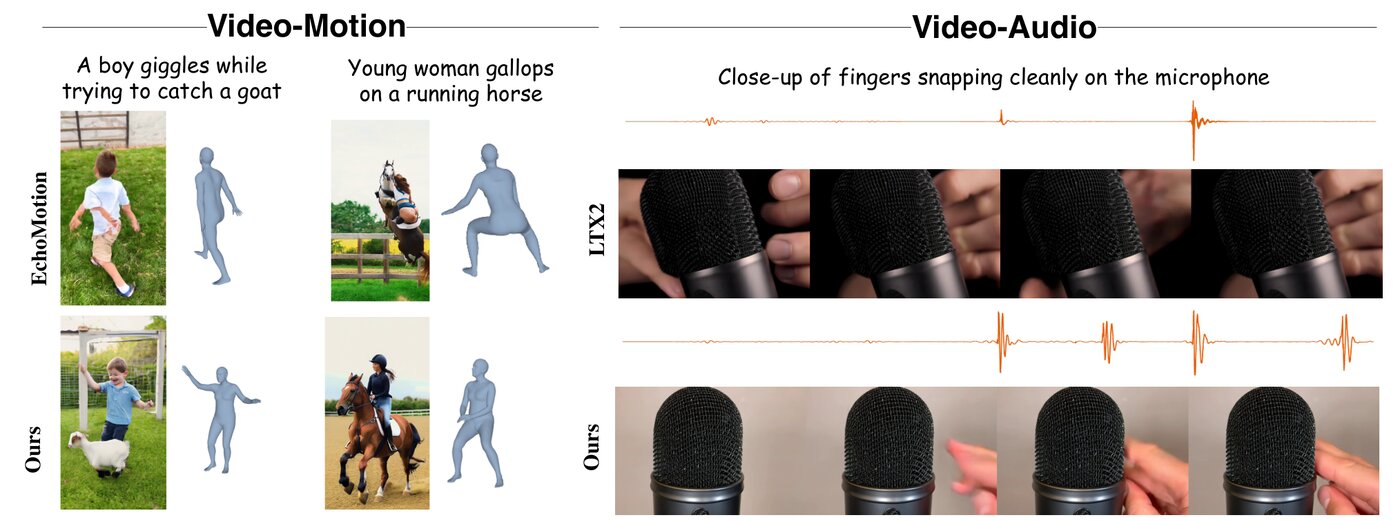 Video-Motion
A boy giggles while
trying to catch a goat
Young woman gallops
on a running horse
EchoMotion
Ours
Video-Audio
Close-up of fingers snapping cleanly on the microphone
LTX2
Ours